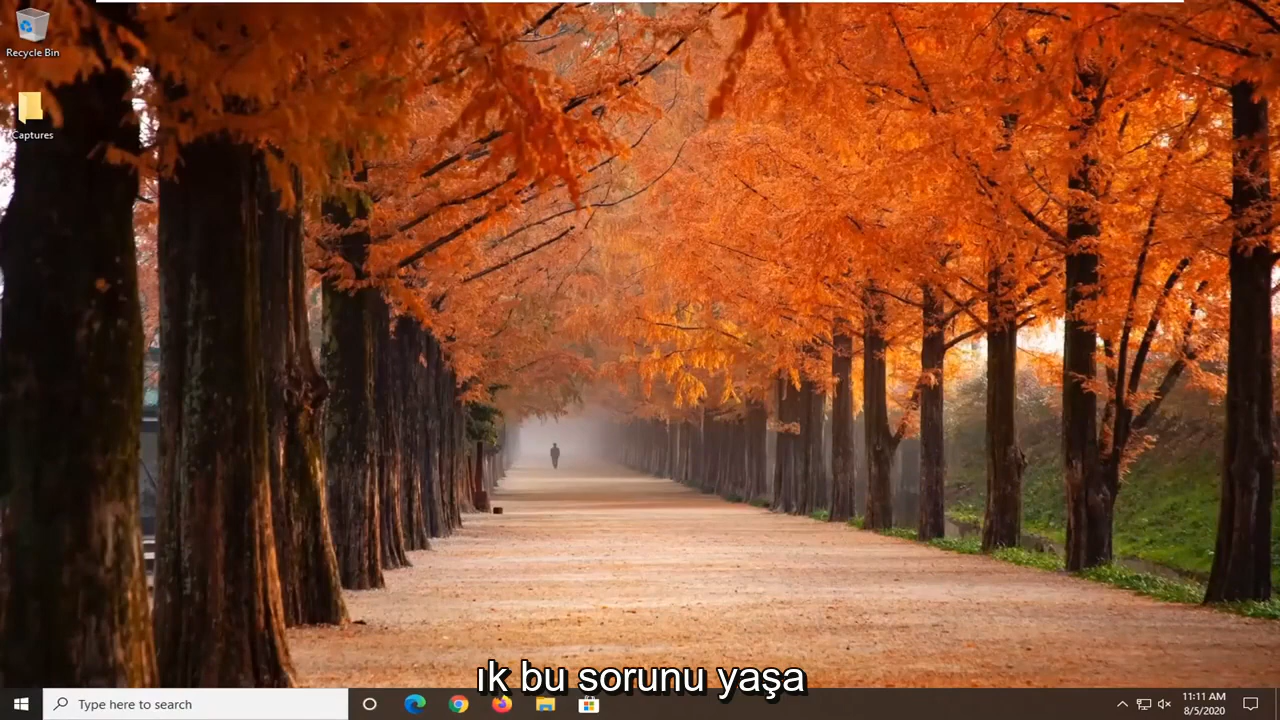 Recycle Bin
Captures
ık bu sorunu yaşa
Type here to search
11:11 AM
8/5/2020